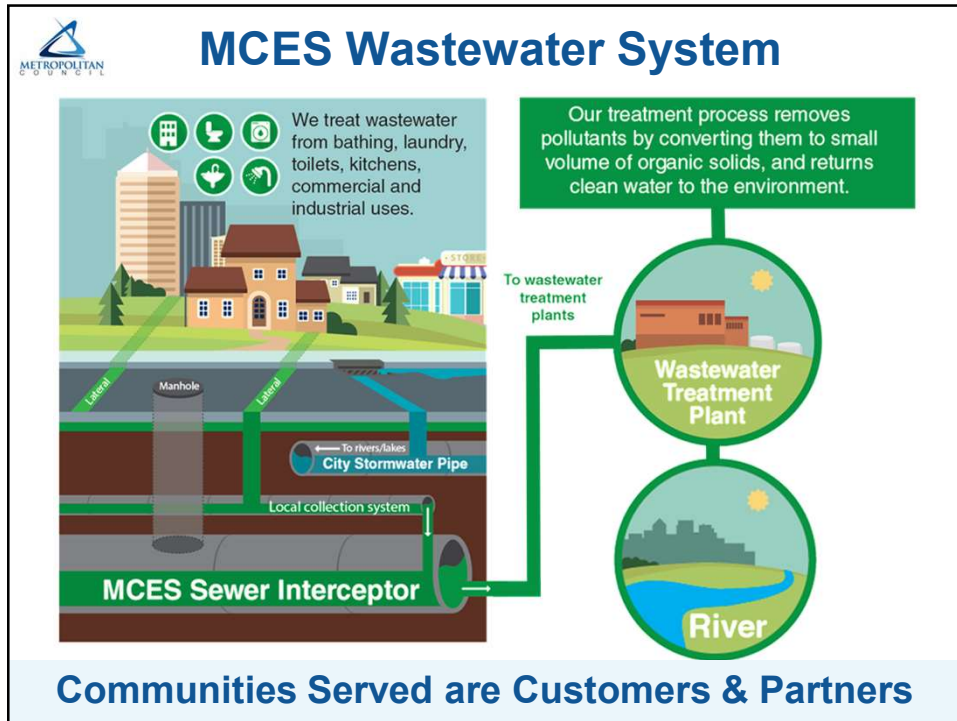 METROPOLITAN
COUNCIL
MCES Wastewater System
We treat wastewater
from bathing, laundry,
toilets, kitchens,
commercial and
industrial uses.
· STORE ·
Lateral
Manhole
Lateral
To rivers/lakes
City Stormwater Pipe
Local collection system
MCES Sewer Interceptor
Our treatment process removes
pollutants by converting them to small
volume of organic solids, and returns
clean water to the environment.
To wastewater
treatment
plants
Wastewater
Treatment
Plant
River
Communities Served are Customers & Partners